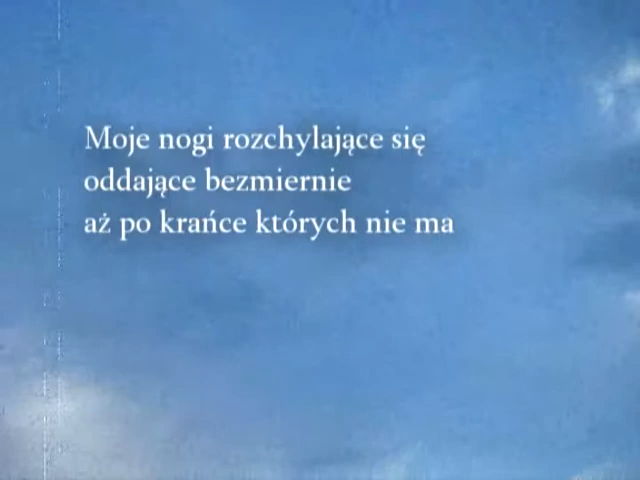 Moje nogi rozchylające się
oddające bezmiernie
aż po krańce których nie ma